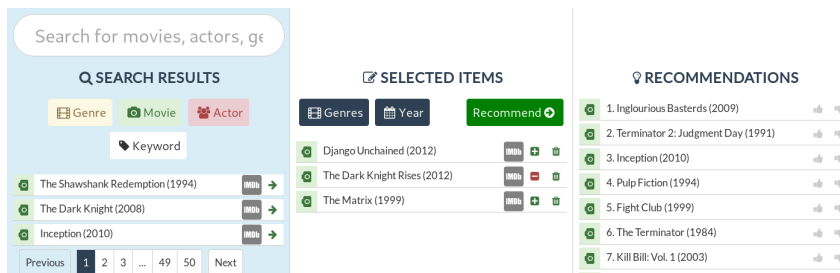 Search for movies, actors, ge
SEARCH RESULTS
Genre Movie Actor
Keyword
The Shawshank Redemption (1994) IMDb
The Dark Knight (2008) IMDb
Inception (2010) IMDb
Previous 1 2 3 ... 49 50 Next
SELECTED ITEMS
Genres Year Recommend
Django Unchained (2012) IMDb
The Dark Knight Rises (2012) IMDb
The Matrix (1999) IMDb
RECOMMENDATIONS
1. Inglourious Basterds (2009)
2. Terminator 2: Judgment Day (1991)
3. Inception (2010)
4. Pulp Fiction (1994)
5. Fight Club (1999)
6. The Terminator (1984)
7. Kill Bill: Vol. 1 (2003)